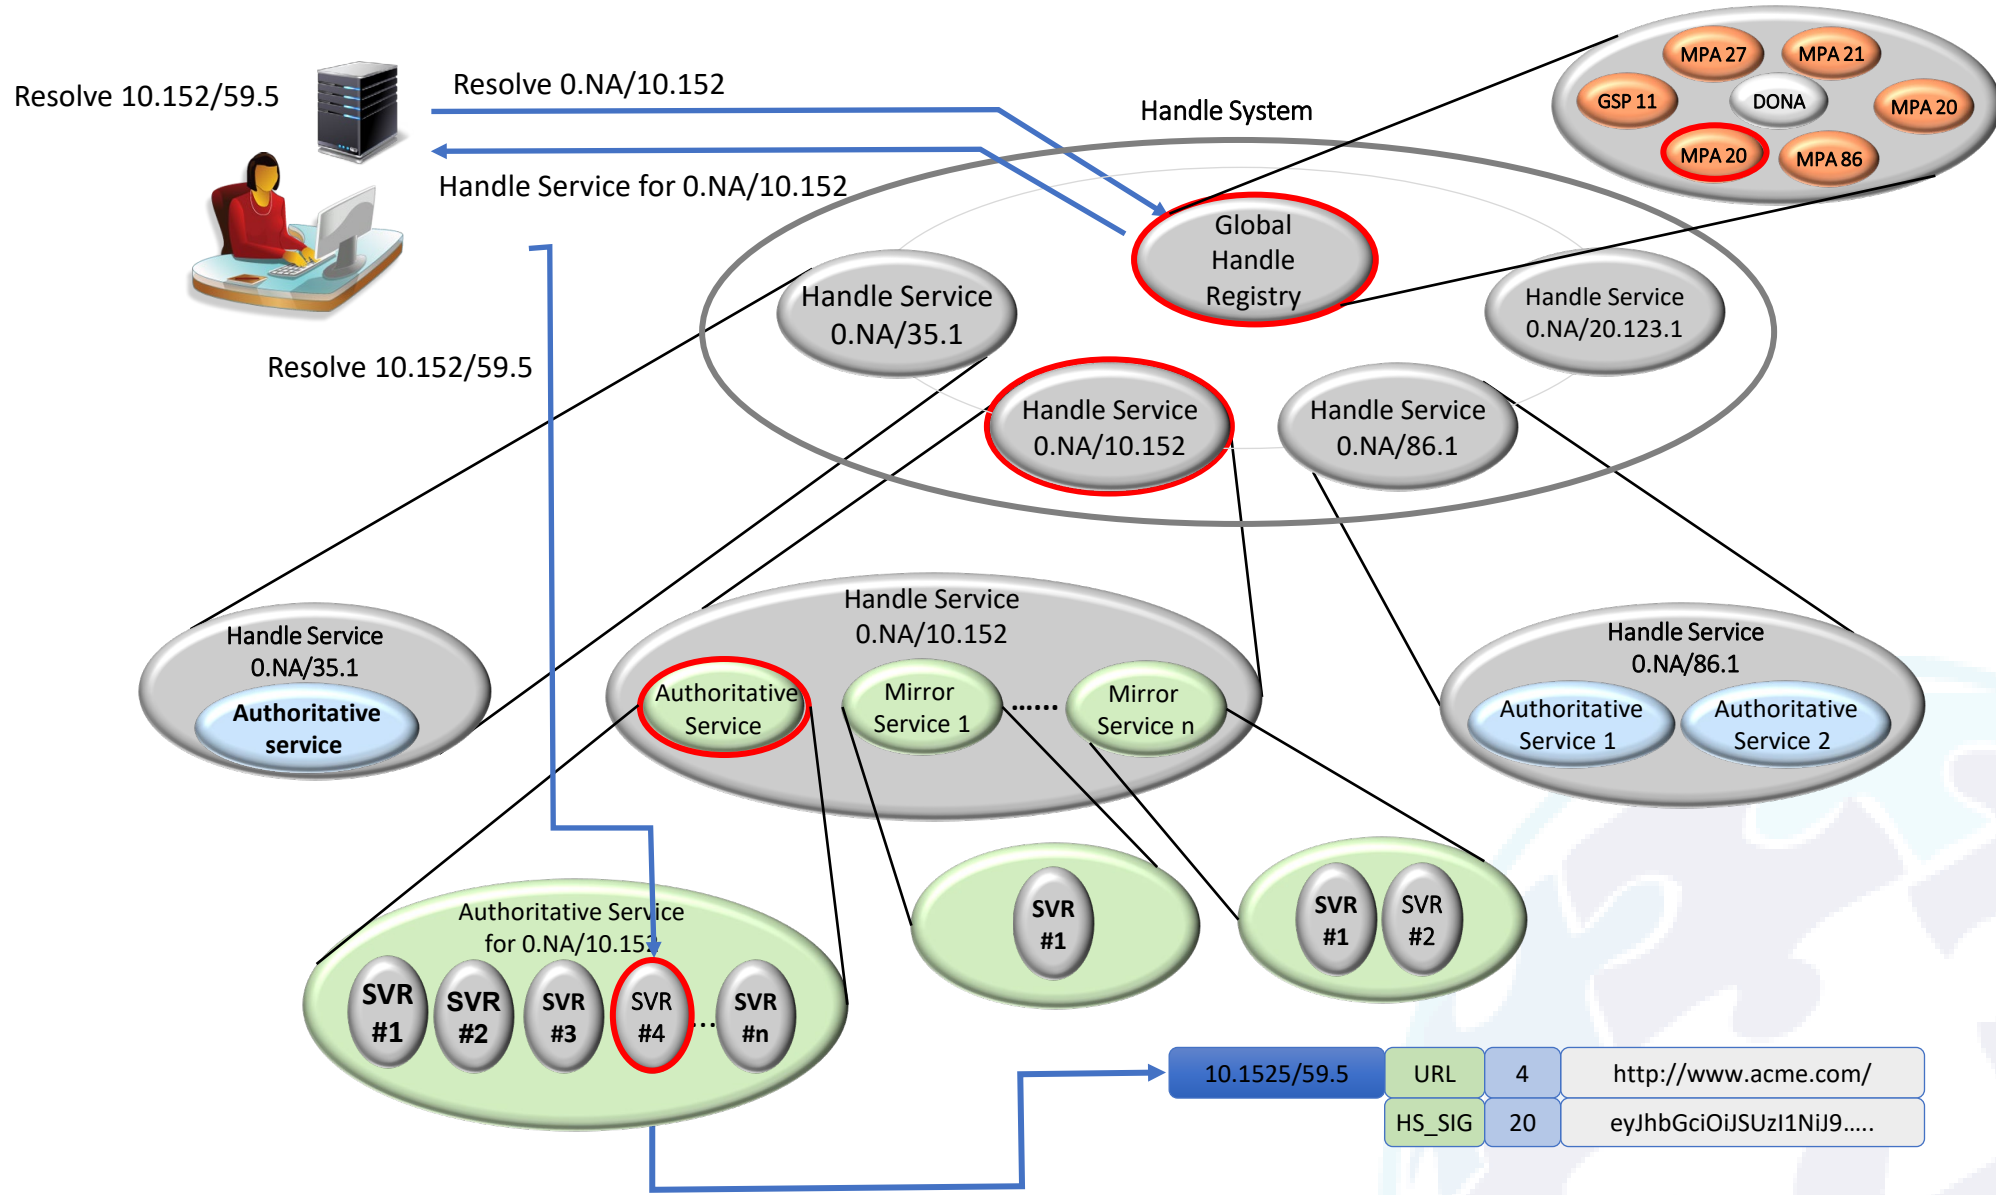 Resolve 10.152/59.5
Resolve 0.NA/10.152
Handle Service for 0.NA/10.152
Resolve 10.152/59.5
Handle System
MPA 27
MPA 21
GSP 11
DONA
MPA 20
MPA 20
MPA 86
Global
Handle
Registry
Handle Service
0.NA/35.1
Handle Service
0.NA/20.123.1
Handle Service
0.NA/10.152
Handle Service
0.NA/86.1
Handle Service
0.NA/35.1
Authoritative
service
Handle Service
0.NA/10.152
Authoritative
Service
Mirror
Service 1
......
Mirror
Service n
Handle Service
0.NA/86.1
Authoritative
Service 1
Authoritative
Service 2
Authoritative Service
for 0.NA/10.152
SVR
#1
SVR
#2
SVR
#3
SVR
#4
...
SVR
#n
SVR
#1
SVR
#1
SVR
#2
10.1525/59.5 URL 4 http://www.acme.com/
HS_SIG 20 eyJhbGciOiJSUzI1NiJ9.....